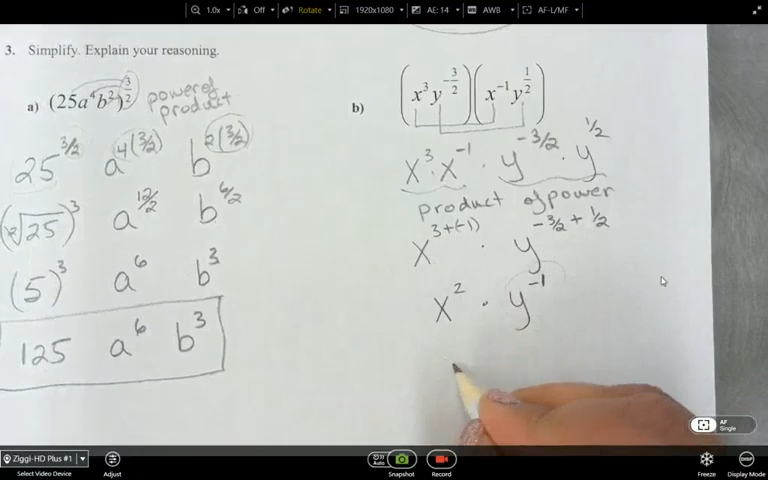 1.0x Off Rotate 1920x1080 AE: 14 AWB AF-L/MF
3. Simplify. Explain your reasoning.
a) (25a⁴b²)^(3/2) power of product
25^(3/2) a^(4(3/2)) b^(2(3/2))
(²√25)³ a^(12/2) b^(6/2)
(5)³ a⁶ b³
125 a⁶ b³
b) (x³y^(-3/2))(x⁻¹y^(1/2))
x³·x⁻¹ · y^(-3/2) · y^(1/2)
product of power
x^(3+(-1)) · y^(-3/2 + 1/2)
x² · y⁻¹
AF
Single
Ziggi-HD Plus #1
Select Video Device
Adjust
Auto
Snapshot
Record
Freeze
DISP
Display Mode